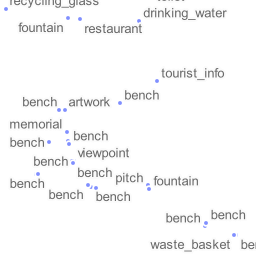 recycling_glass
drinking_water
fountain
restaurant
tourist_info
bench
bench
artwork
memorial
bench
bench
viewpoint
bench
bench
bench
pitch
fountain
bench
bench
bench
bench
waste_basket